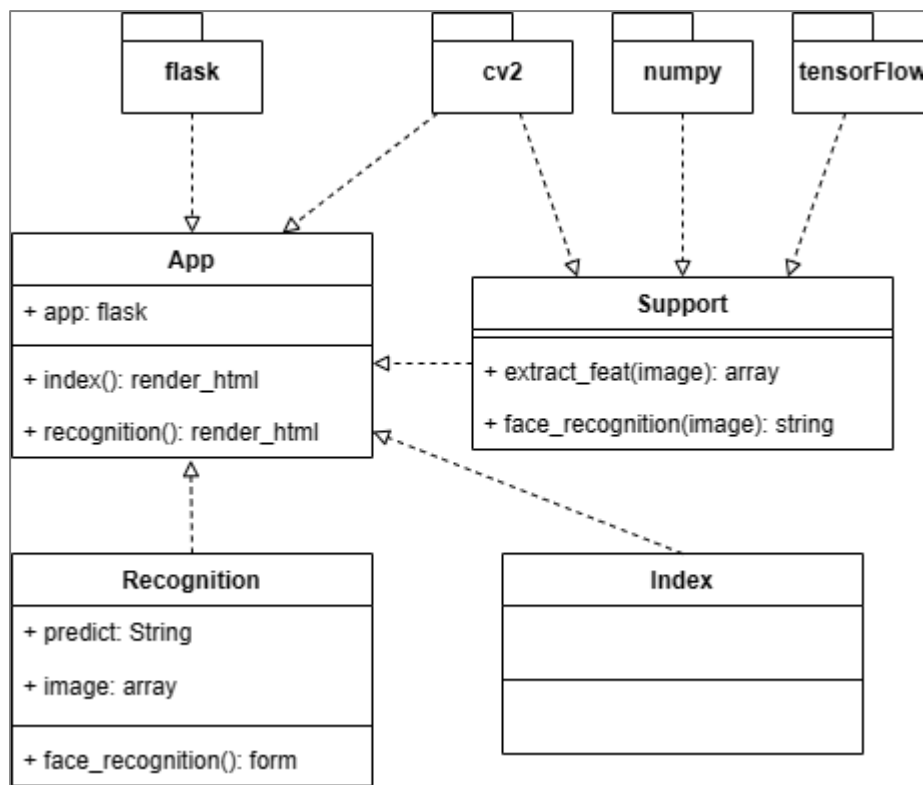 flask
cv2
numpy
tensorFlow
App
+ app: flask
+ index(): render_html
+ recognition(): render_html
Support
+ extract_feat(image): array
+ face_recognition(image): string
Recognition
+ predict: String
+ image: array
+ face_recognition(): form
Index